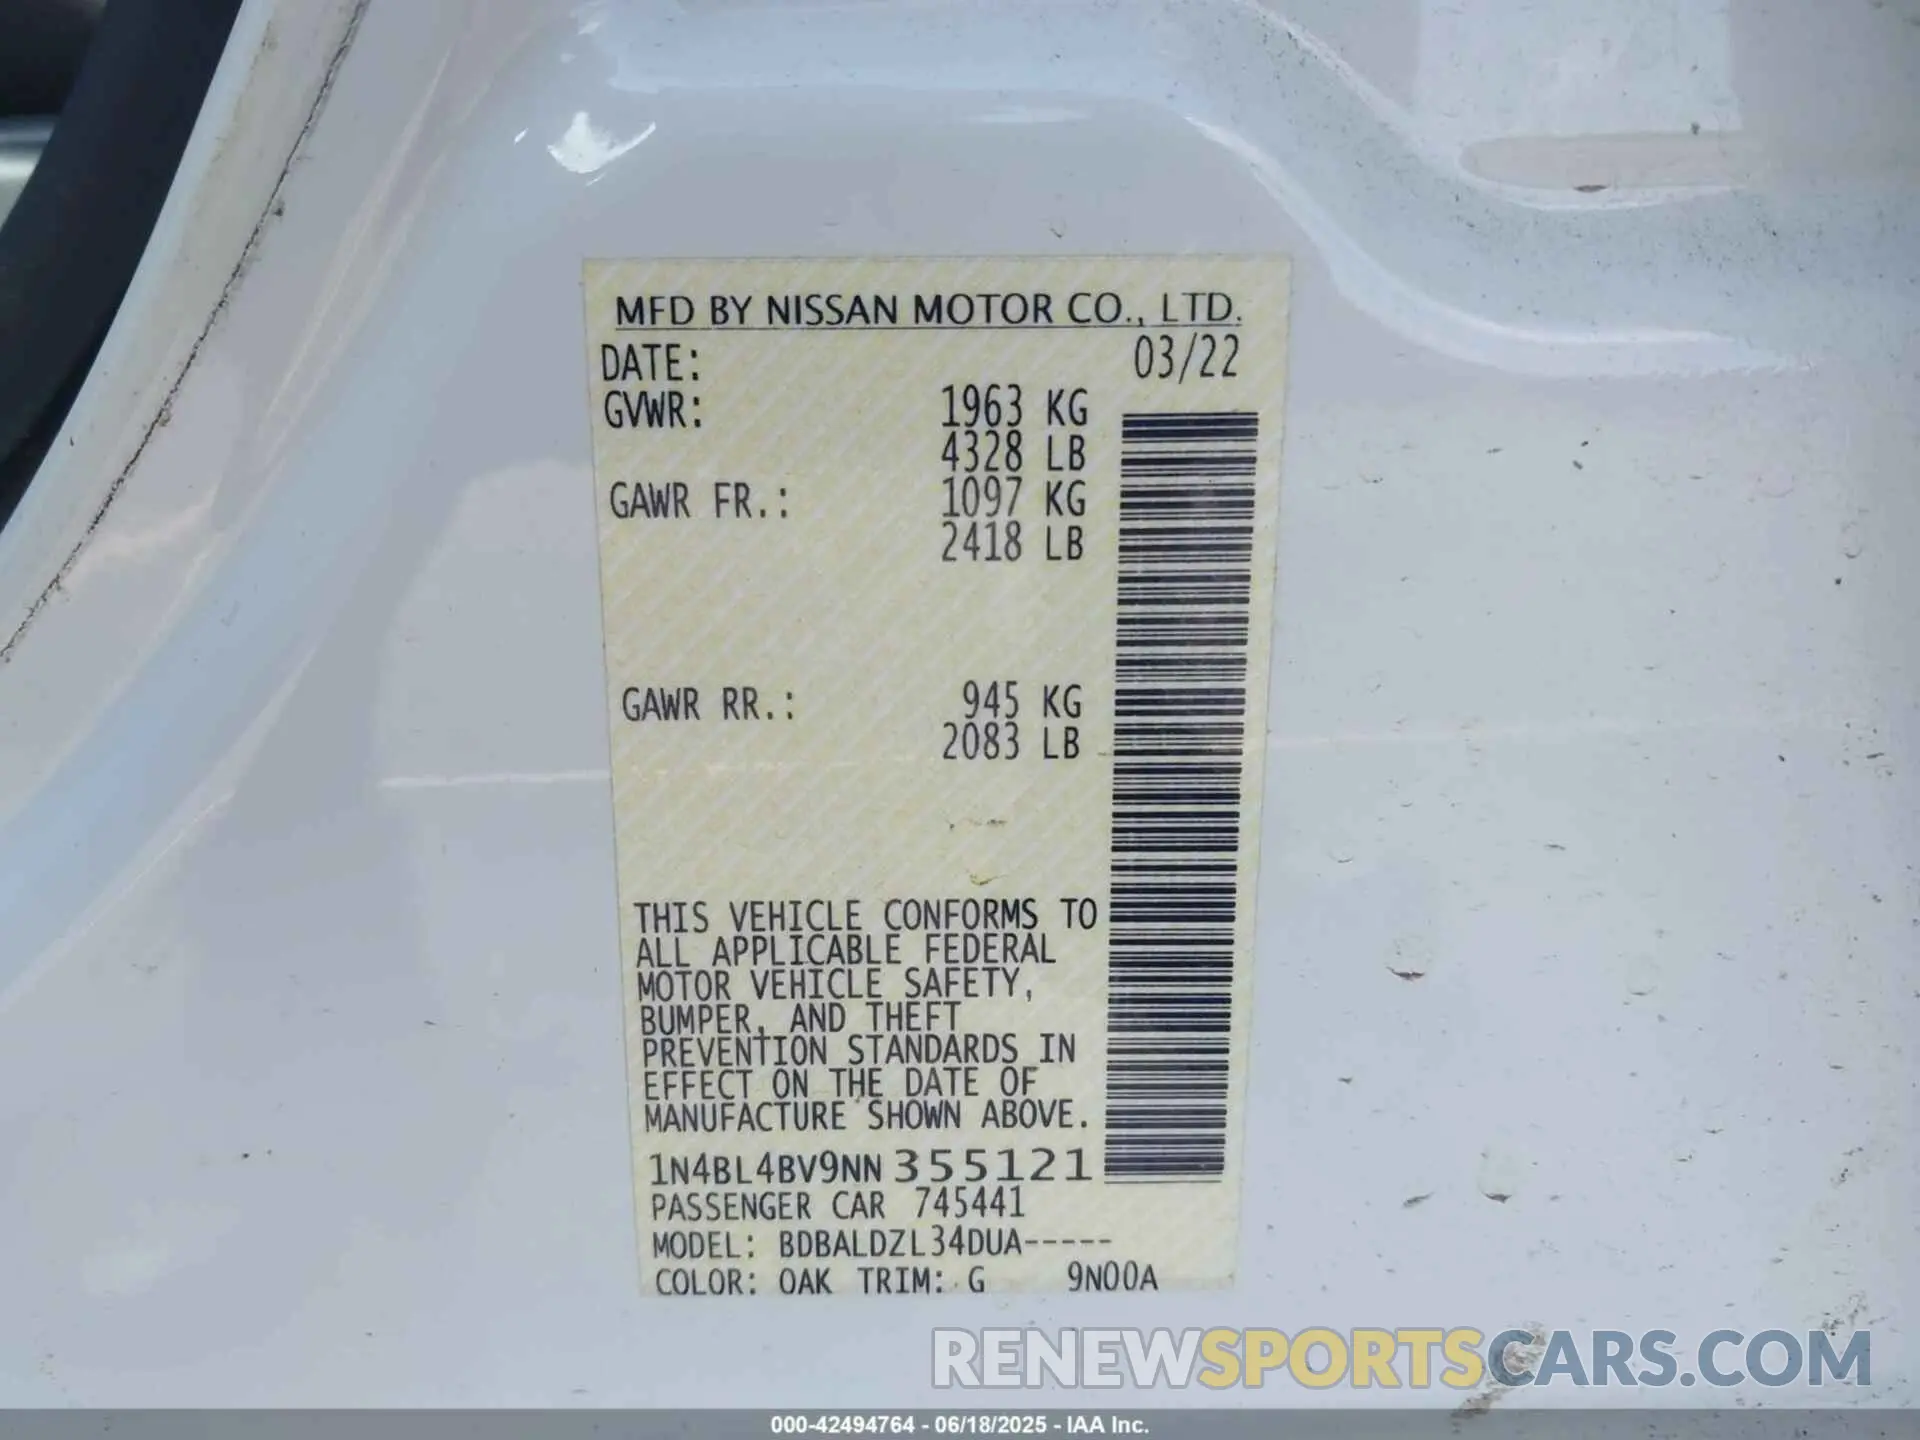 MFD BY NISSAN MOTOR CO., LTD.
DATE: 03/22
GVWR: 1963 KG
4328 LB
GAWR FR.: 1097 KG
2418 LB
GAWR RR.: 945 KG
2083 LB
THIS VEHICLE CONFORMS TO
ALL APPLICABLE FEDERAL
MOTOR VEHICLE SAFETY,
BUMPER, AND THEFT
PREVENTION STANDARDS IN
EFFECT ON THE DATE OF
MANUFACTURE SHOWN ABOVE.
1N4BL4BV9NN355121
PASSENGER CAR 745441
MODEL: BDBALDZL34DUA-----
COLOR: QAK TRIM: G 9N00A
RENEWSPORTSCARS.COM
000-42494764 - 06/18/2025 - IAA Inc.